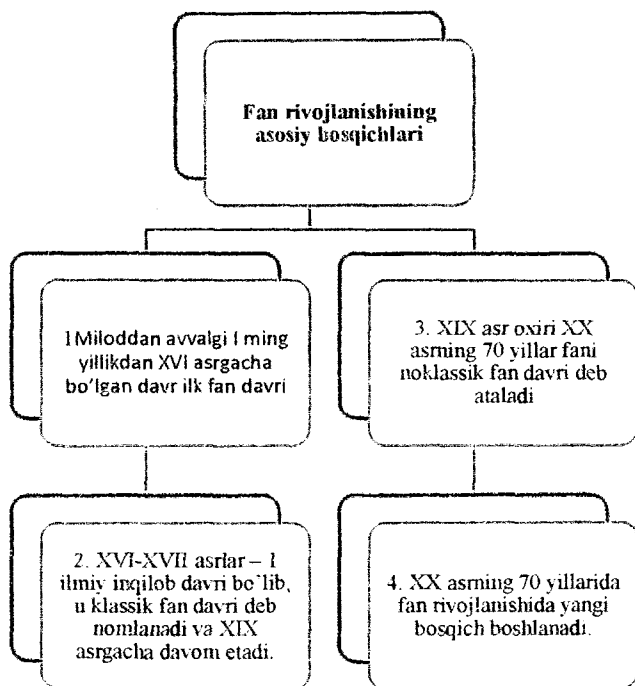 Fan rivojlanishining
asosiy bosqichlari
1Miloddan avvalgi I ming
yillikdan XVI asrgacha
bo'lgan davr ilk fan davri
2. XVI-XVII asrlar – I
ilmiy inqilob davri bo`lib,
u klassik fan davri deb
nomlanadi va XIX
asrgacha davom etadi.
3. XIX asr oxiri XX
asrning 70 yillar fani
noklassik fan davri deb
ataladi
4. XX asrning 70 yillarida
fan rivojlanishida yangi
bosqich boshlanadi.